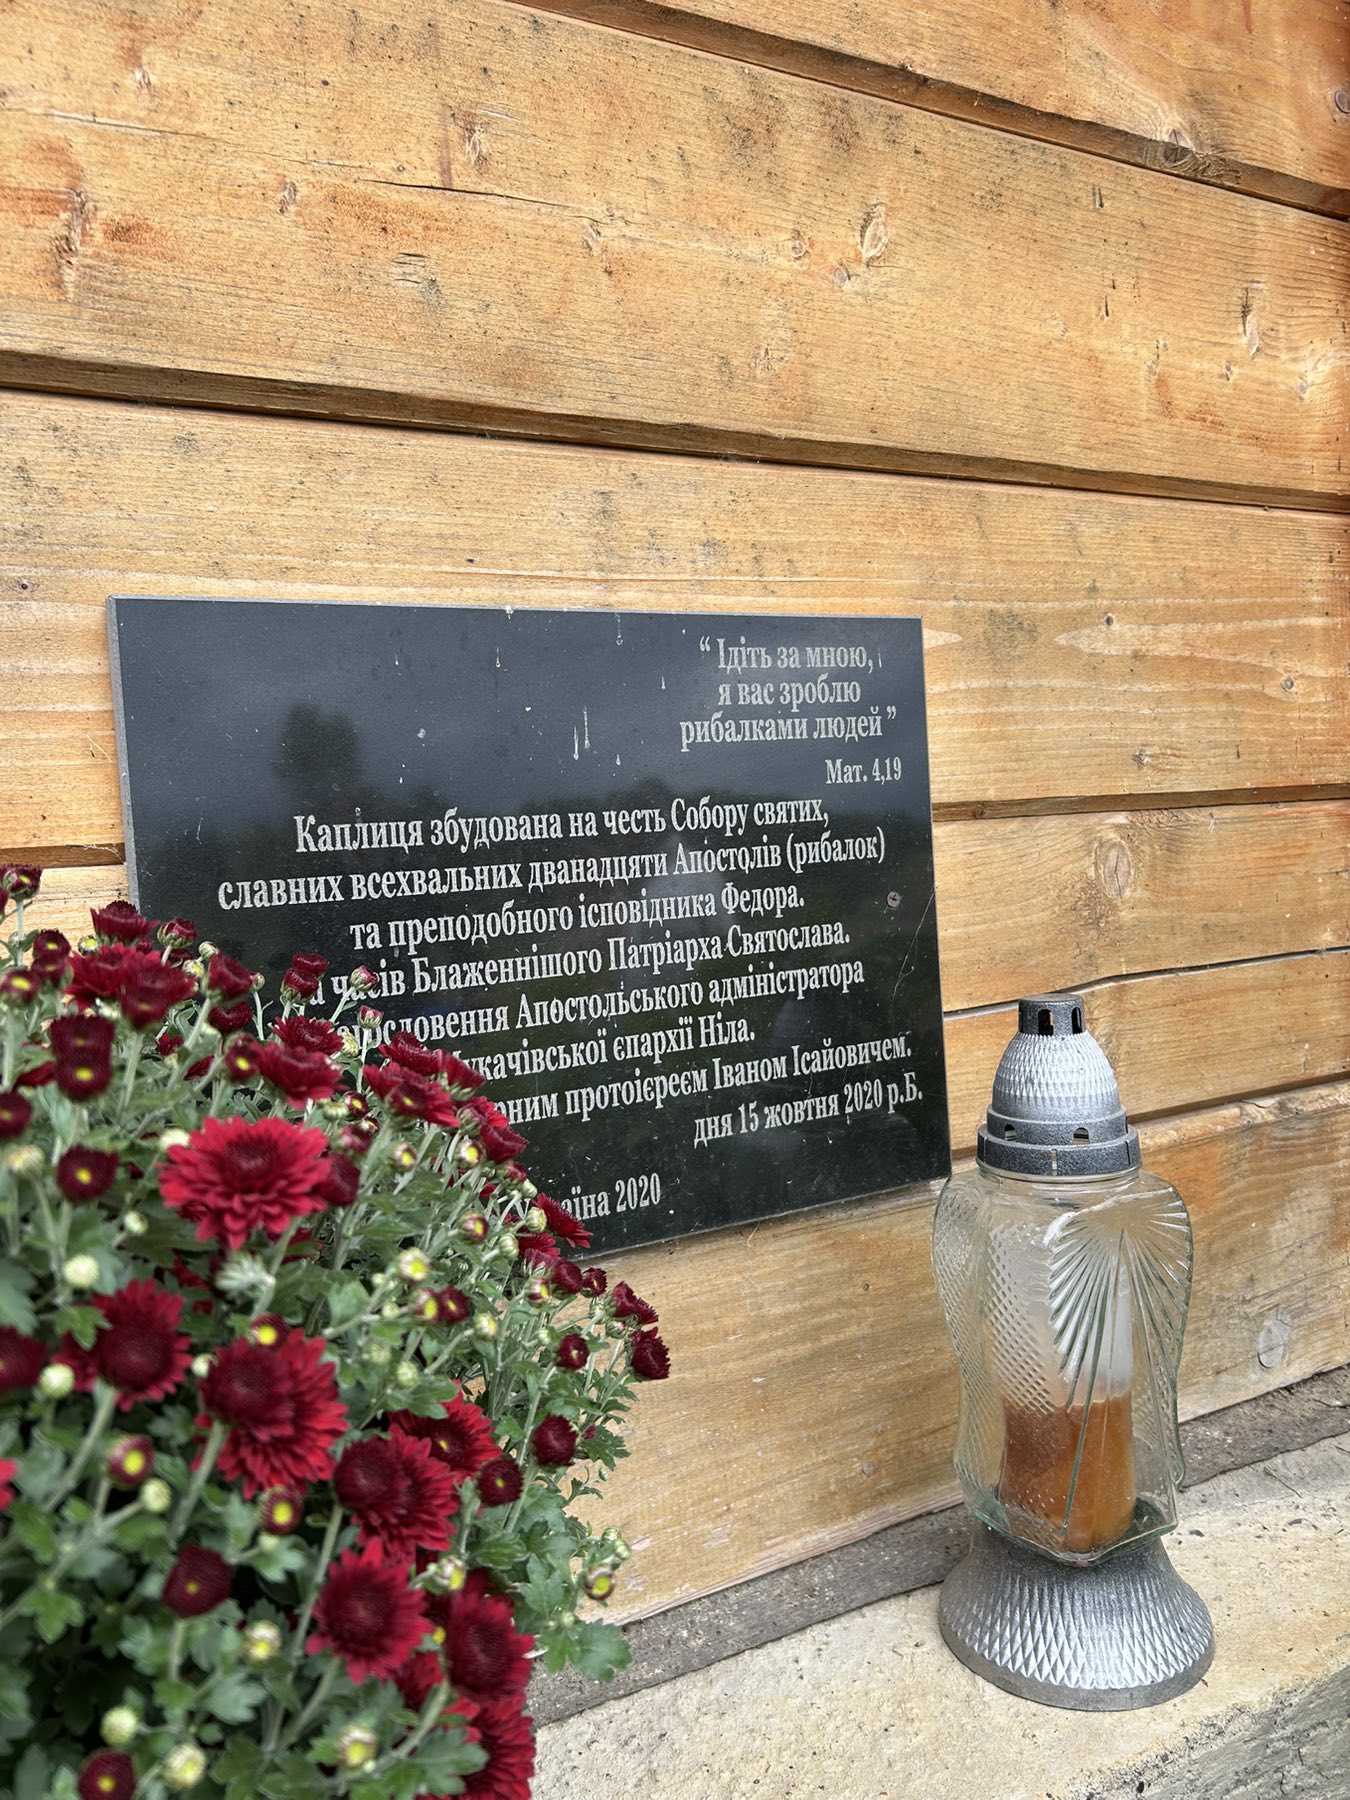 “ Ідіть за мною,
я вас зроблю
рибалками людей ”
Мат. 4,19
Каплиця збудована на честь Собору святих,
славних всехвальних дванадцяти Апостолів (рибалок)
та преподобного ісповідника Федора.
часів Блаженнішого Патріарха Святослава.
Апостольського адміністратора
єпархії Ніла.
протоієреєм Іваном Ісайовичем.
дня 15 жовтня 2020 р.Б.
2020